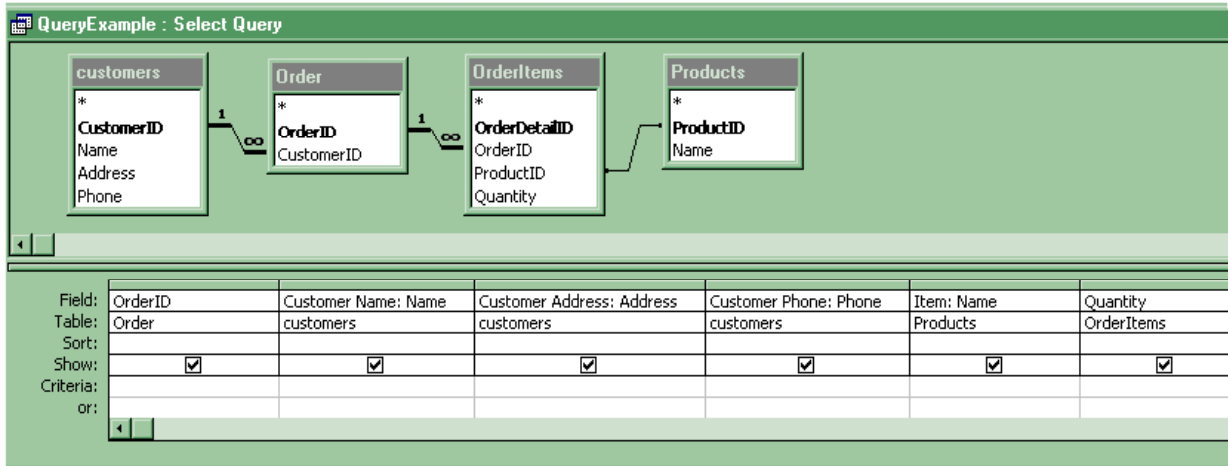 QueryExample : Select Query
customers
*
CustomerID
Name
Address
Phone
1
∞
Order
*
OrderID
CustomerID
1
∞
OrderItems
*
OrderDetailID
OrderID
ProductID
Quantity
Products
*
ProductID
Name
Field: OrderID Customer Name: Name Customer Address: Address Customer Phone: Phone Item: Name Quantity
Table: Order customers customers customers Products OrderItems
Sort:
Show:
Criteria:
or: